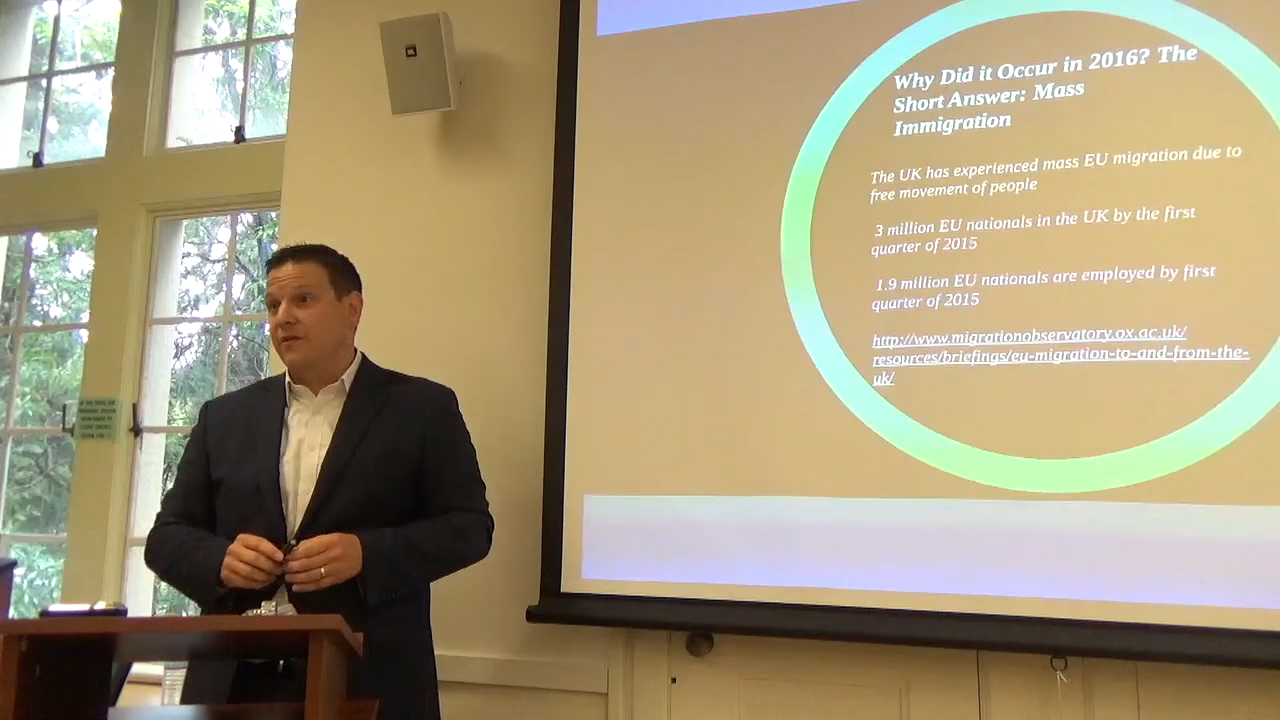 Why Did it Occur in 2016? The
Short Answer: Mass
Immigration
The UK has experienced mass EU migration due to
free movement of people
3 million EU nationals in the UK by the first
quarter of 2015
1.9 million EU nationals are employed by first
quarter of 2015
http://www.migrationobservatory.ox.ac.uk/
resources/briefings/eu-migration-to-and-from-the-
uk/